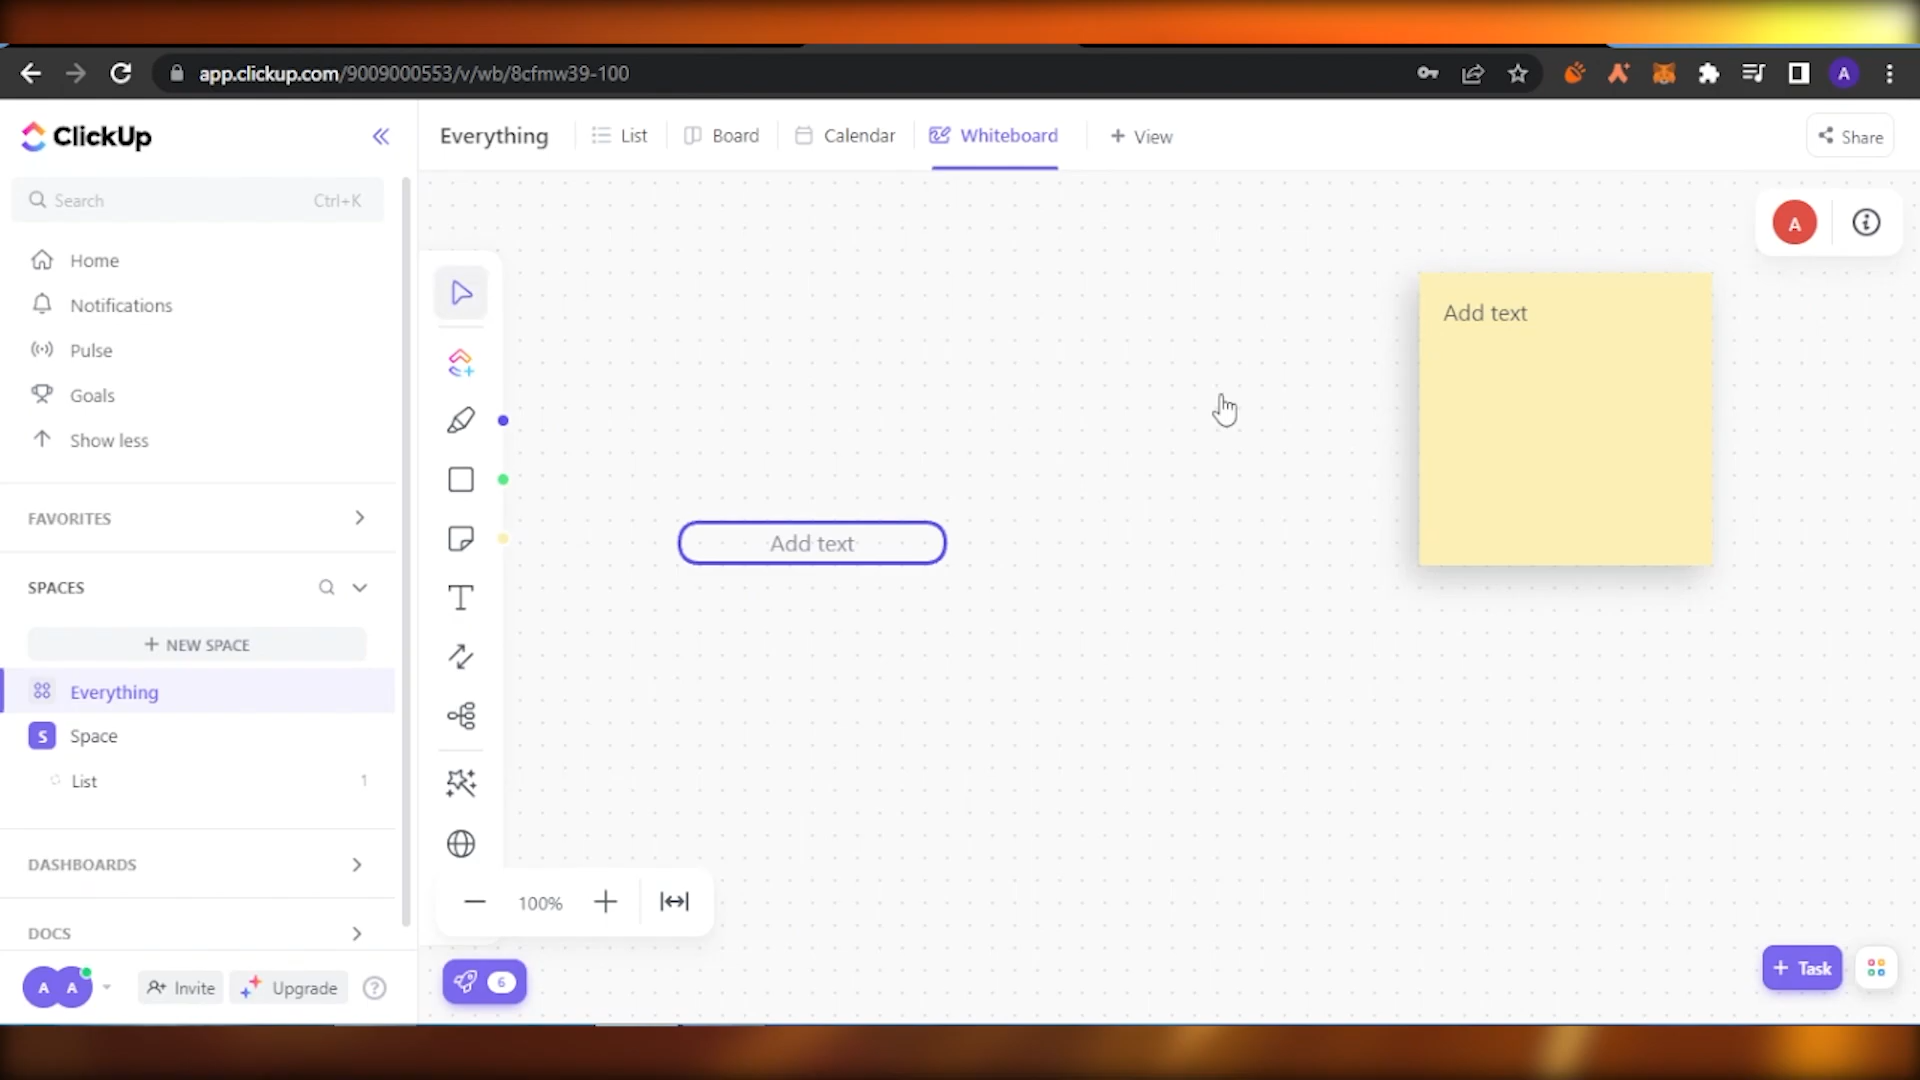 app.clickup.com/9009000553/v/wb/8cfmw39-100
A
ClickUp
Everything
List
Board
Calendar
Whiteboard
+ View
Share
Search
Ctrl+K
A
Home
Notifications
Pulse
Goals
Show less
Add text
FAVORITES
Add text
SPACES
+ NEW SPACE
Everything
S
Space
List
1
DASHBOARDS
100%
DOCS
+ Task
A
A
Invite
Upgrade
?
6